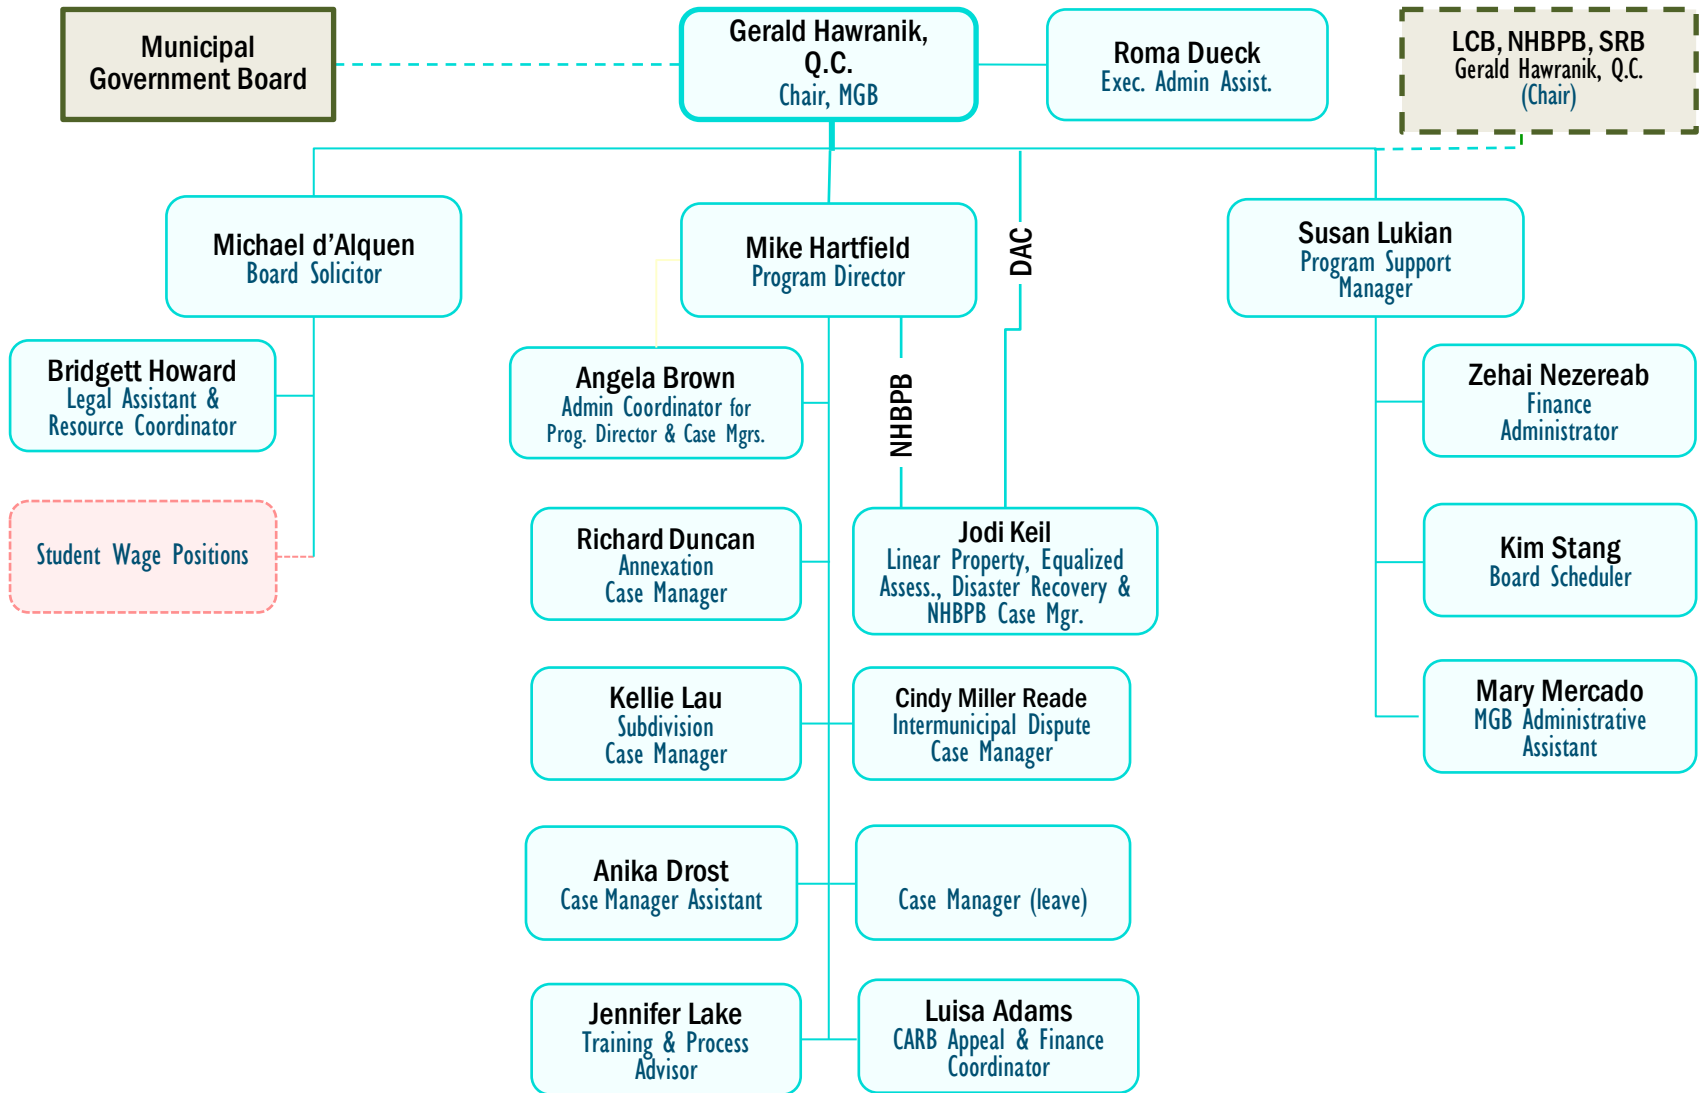 Municipal
Government Board
Gerald Hawranik,
Q.C.
Chair, MGB
Roma Dueck
Exec. Admin Assist.
LCB, NHBPB, SRB
Gerald Hawranik, Q.C.
(Chair)
Michael d’Alquen
Board Solicitor
Mike Hartfield
Program Director
DAC
Susan Lukian
Program Support
Manager
Bridgett Howard
Legal Assistant &
Resource Coordinator
Angela Brown
Admin Coordinator for
Prog. Director & Case Mgrs.
NHBPB
Zehai Nezereab
Finance
Administrator
Student Wage Positions
Richard Duncan
Annexation
Case Manager
Jodi Keil
Linear Property, Equalized
Assess., Disaster Recovery &
NHBPB Case Mgr.
Kim Stang
Board Scheduler
Kellie Lau
Subdivision
Case Manager
Cindy Miller Reade
Intermunicipal Dispute
Case Manager
Mary Mercado
MGB Administrative
Assistant
Anika Drost
Case Manager Assistant
Case Manager (leave)
Jennifer Lake
Training & Process
Advisor
Luisa Adams
CARB Appeal & Finance
Coordinator